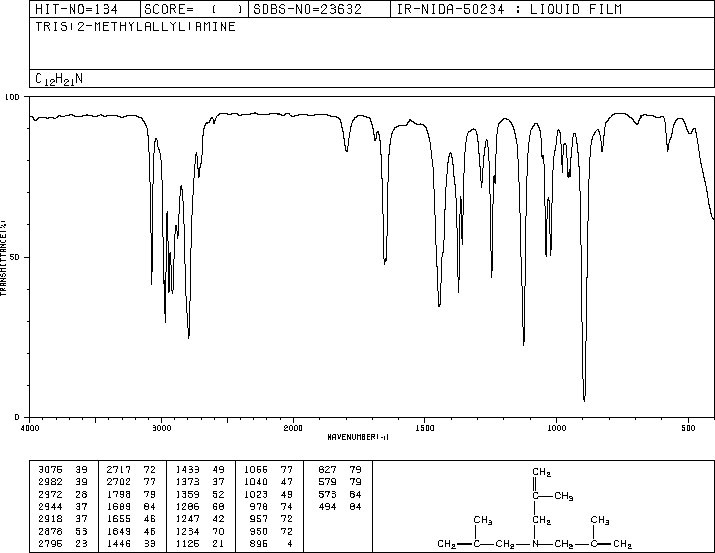 HIT-NO=134 SCORE= ( ) SDBS-NO=23632 IR-NIDA-50234 : LIQUID FILM
TRIS(2-METHYLALLYL)AMINE
C12H21N
100
50
0
TRANSMITTANCE(%)
4000 3000 2000 1500 1000 500
WAVENUMBER(-1)
3075 39 2717 72 1439 49 1066 77 827 79
2982 39 2702 77 1373 37 1040 47 579 79
2972 28 1798 79 1359 52 1023 49 573 84
2944 37 1689 84 1286 68 978 74 494 84
2918 37 1655 46 1247 42 957 72
2878 53 1649 46 1234 70 950 72
2795 23 1446 33 1126 21 896 4
CH2
C CH3
CH3 CH2 CH3
CH2 C CH2 N CH2 C CH2